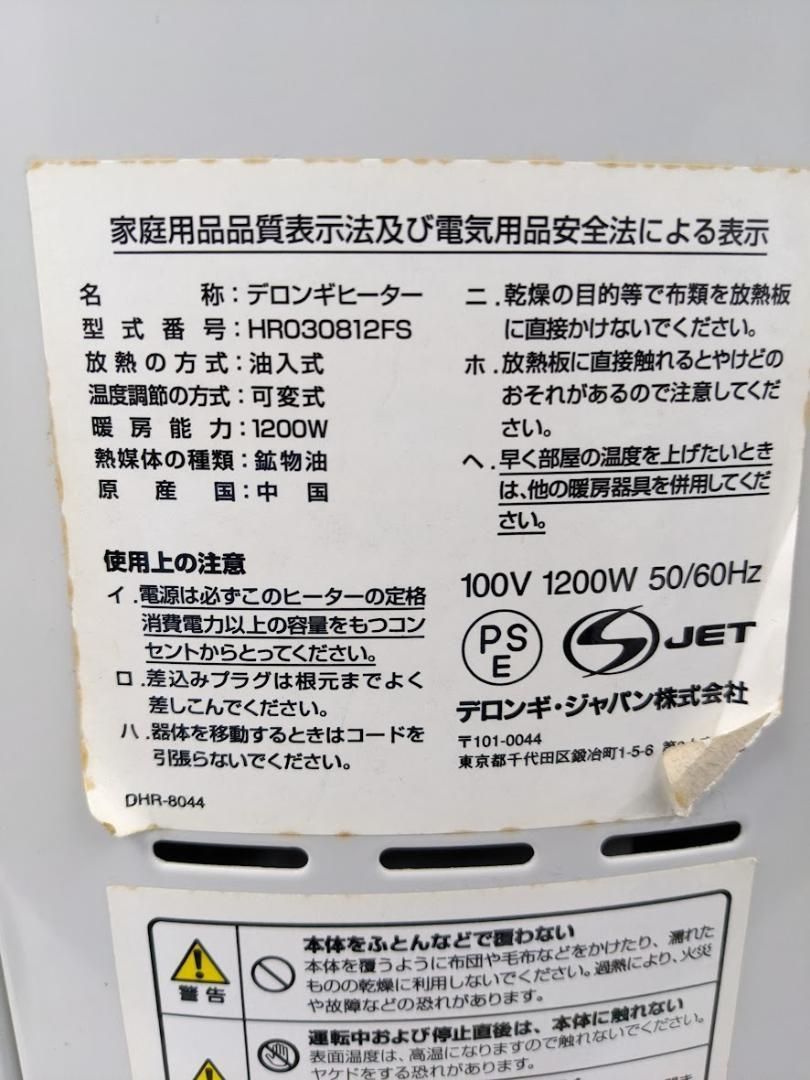 家庭用品品質表示法及び電気用品安全法による表示
名称：デロンギヒーター
型式番号：HR030812FS
放熱の方式：油入式
温度調節の方式：可変式
暖房能力：1200W
熱媒体の種類：鉱物油
原産国：中国
使用上の注意
イ．電源は必ずこのヒーターの定格
消費電力以上の容量をもつコン
セントからとってください。
ロ．差込みプラグは根元までよく
差しこんでください。
ハ．器体を移動するときはコードを
引張らないでください。
DHR-8044
ニ．乾燥の目的等で布類を放熱板
に直接かけないでください。
ホ．放熱板に直接触れるとやけどの
おそれがあるので注意してくだ
さい。
ヘ．早く部屋の温度を上げたいとき
は、他の暖房器具を併用してくだ
さい。
100V 1200W 50/60Hz
PS
E
JET
デロンギ・ジャパン株式会社
〒101-0044
東京都千代田区鍛冶町1-5-6
警告
本体をふとんなどで覆わない
本体を覆うように布団や毛布などをかけたり、濡れた
ものの乾燥に利用しないでください。過熱により、火災
や故障などの恐れがあります。
運転中および停止直後は、本体に触れない
表面温度は、高温になりますので触れないでください。
ヤケドをする恐れがあります。